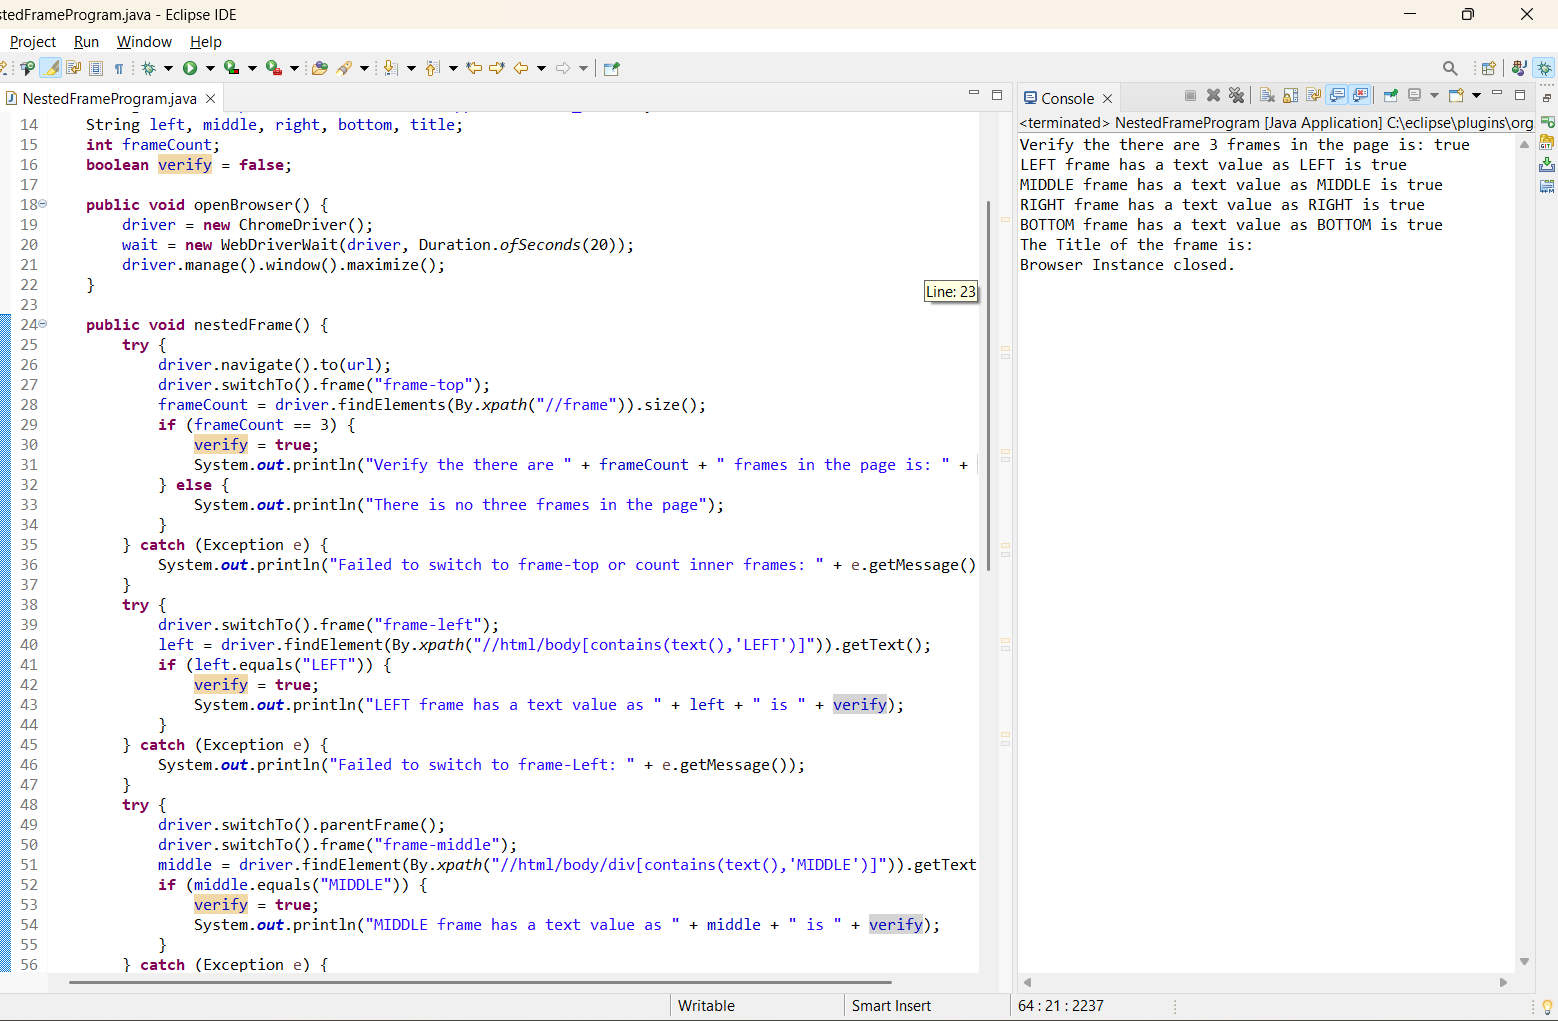 stedFrameProgram.java - Eclipse IDE
Project Run Window Help
NestedFrameProgram.java
14 String left, middle, right, bottom, title;
15 int frameCount;
16 boolean verify = false;
17
18 public void openBrowser() {
19 driver = new ChromeDriver();
20 wait = new WebDriverWait(driver, Duration.ofSeconds(20));
21 driver.manage().window().maximize();
22 }
23
Line: 23
24 public void nestedFrame() {
25 try {
26 driver.navigate().to(url);
27 driver.switchTo().frame("frame-top");
28 frameCount = driver.findElements(By.xpath("//frame")).size();
29 if (frameCount == 3) {
30 verify = true;
31 System.out.println("Verify the there are " + frameCount + " frames in the page is: " +
32 } else {
33 System.out.println("There is no three frames in the page");
34 }
35 } catch (Exception e) {
36 System.out.println("Failed to switch to frame-top or count inner frames: " + e.getMessage()
37 }
38 try {
39 driver.switchTo().frame("frame-left");
40 left = driver.findElement(By.xpath("//html/body[contains(text(),'LEFT')]")).getText();
41 if (left.equals("LEFT")) {
42 verify = true;
43 System.out.println("LEFT frame has a text value as " + left + " is " + verify);
44 }
45 } catch (Exception e) {
46 System.out.println("Failed to switch to frame-Left: " + e.getMessage());
47 }
48 try {
49 driver.switchTo().parentFrame();
50 driver.switchTo().frame("frame-middle");
51 middle = driver.findElement(By.xpath("//html/body/div[contains(text(),'MIDDLE')]")).getText
52 if (middle.equals("MIDDLE")) {
53 verify = true;
54 System.out.println("MIDDLE frame has a text value as " + middle + " is " + verify);
55 }
56 } catch (Exception e) {
Console
<terminated> NestedFrameProgram [Java Application] C:\eclipse\plugins\org
Verify the there are 3 frames in the page is: true
LEFT frame has a text value as LEFT is true
MIDDLE frame has a text value as MIDDLE is true
RIGHT frame has a text value as RIGHT is true
BOTTOM frame has a text value as BOTTOM is true
The Title of the frame is:
Browser Instance closed.
Writable Smart Insert 64 : 21 : 2237